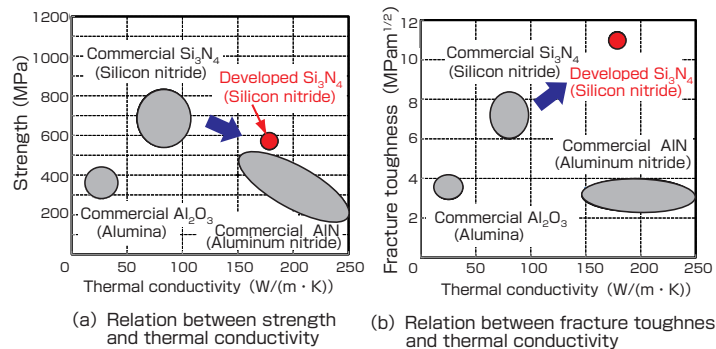 1200
1000
800
600
400
200
Strength (MPa)
Commercial Si₃N₄
(Silicon nitride)
Developed Si₃N₄
(Silicon nitride)
Commercial Al₂O₃
(Alumina)
Commercial AlN
(Aluminum nitride)
0 50 100 150 200 250
Thermal conductivity (W/(m・K)
(a) Relation between strength
and thermal conductivity
12
10
8
6
4
2
Fracture toughness (MPam¹/²)
Commercial Si₃N₄
(Silicon nitride)
Developed Si₃N₄
(Silicon nitride)
Commercial AlN
(Aluminum nitride)
Commercial Al₂O₃
(Alumina)
0 50 100 150 200 250
Thermal conductivity (W/(m・K)
(b) Relation between fracture toughnes
and thermal conductivity